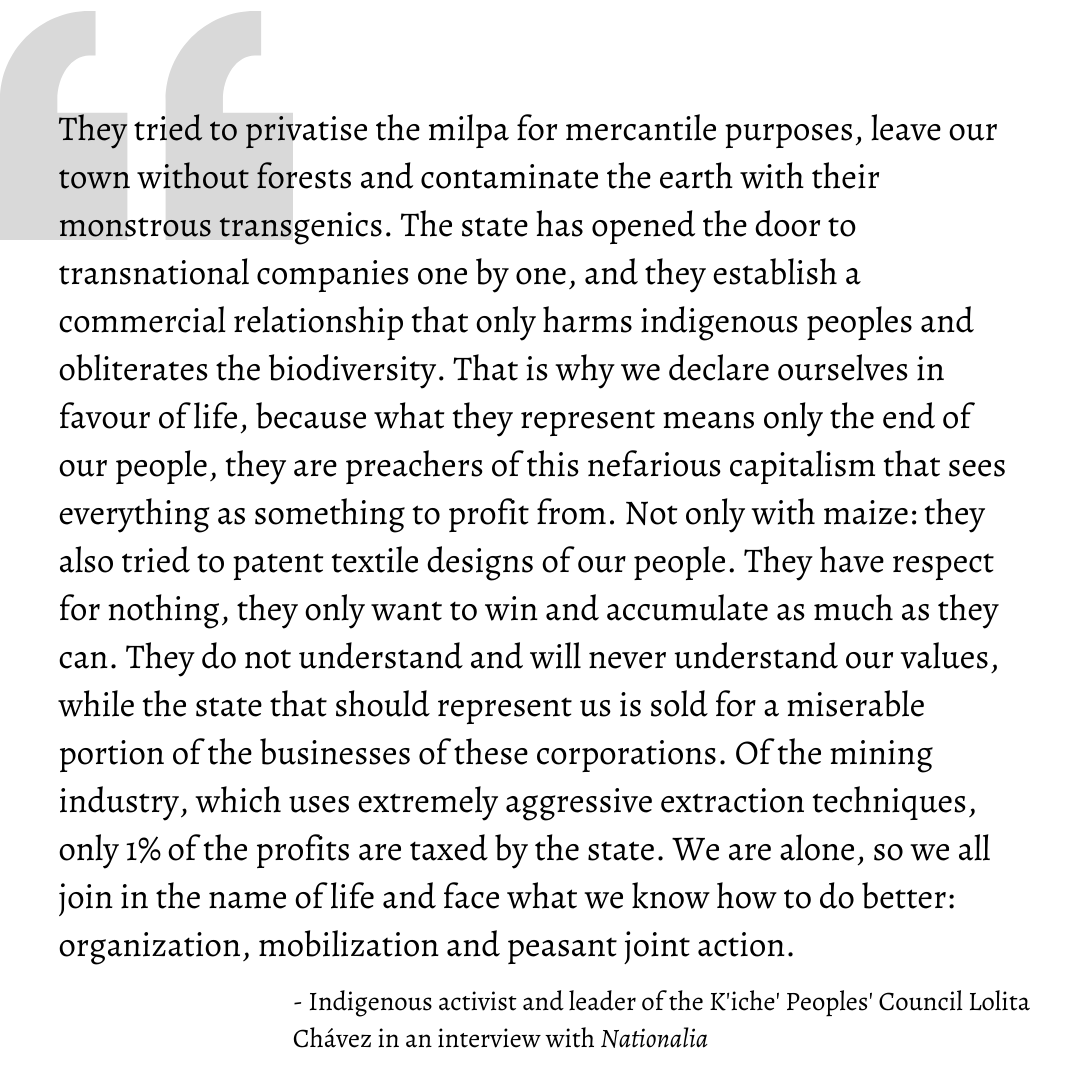 They tried to privatise the milpa for mercantile purposes, leave our
town without forests and contaminate the earth with their
monstrous transgenics. The state has opened the door to
transnational companies one by one, and they establish a
commercial relationship that only harms indigenous peoples and
obliterates the biodiversity. That is why we declare ourselves in
favour of life, because what they represent means only the end of
our people, they are preachers of this nefarious capitalism that sees
everything as something to profit from. Not only with maize: they
also tried to patent textile designs of our people. They have respect
for nothing, they only want to win and accumulate as much as they
can. They do not understand and will never understand our values,
while the state that should represent us is sold for a miserable
portion of the businesses of these corporations. Of the mining
industry, which uses extremely aggressive extraction techniques,
only 1% of the profits are taxed by the state. We are alone, so we all
join in the name of life and face what we know how to do better:
organization, mobilization and peasant joint action.
- Indigenous activist and leader of the K'iche' Peoples' Council Lolita
Chávez in an interview with Nationalia